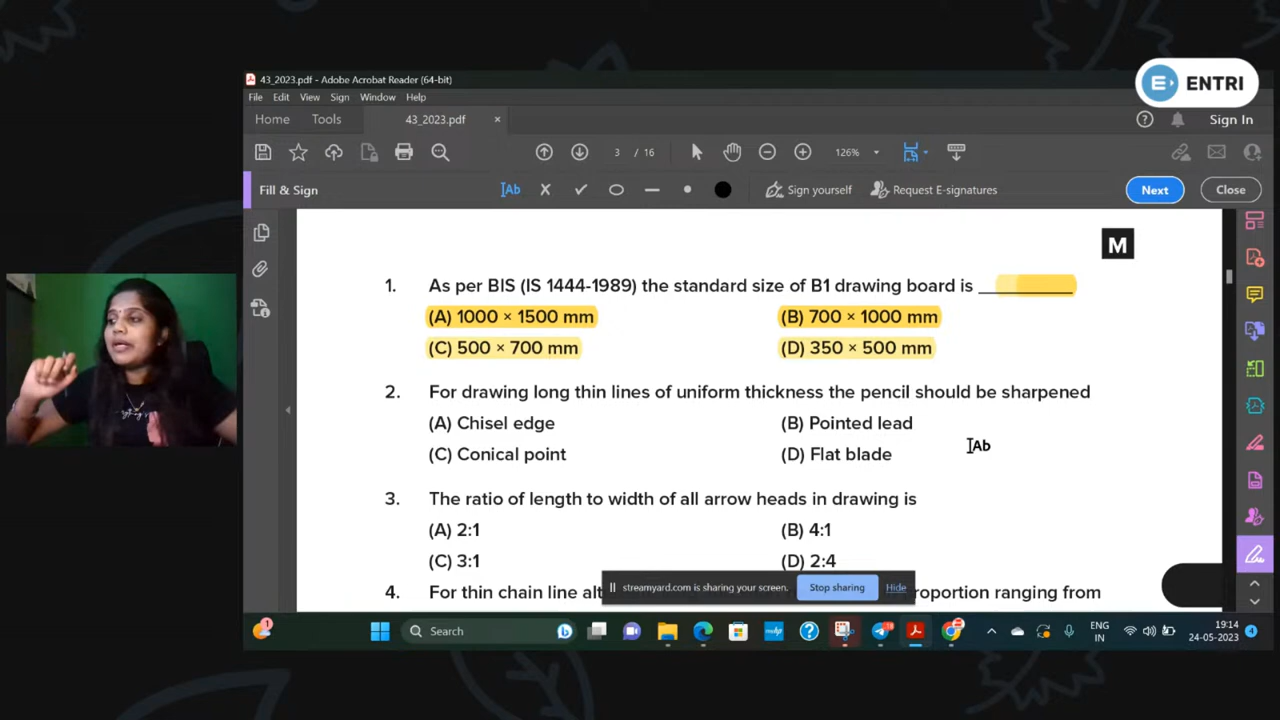 ENTRI
43_2023.pdf - Adobe Acrobat Reader (64-bit)
File Edit View Sign Window Help
Home Tools 43_2023.pdf × Sign In
3 / 16 126%
Fill & Sign Ab Sign yourself Request E-signatures Next Close
M
1. As per BIS (IS 1444-1989) the standard size of B1 drawing board is ________
(A) 1000 × 1500 mm (B) 700 × 1000 mm
(C) 500 × 700 mm (D) 350 × 500 mm
2. For drawing long thin lines of uniform thickness the pencil should be sharpened
(A) Chisel edge (B) Pointed lead
(C) Conical point (D) Flat blade
Ab
3. The ratio of length to width of all arrow heads in drawing is
(A) 2:1 (B) 4:1
(C) 3:1 (D) 2:4
streamyard.com is sharing your screen. Stop sharing Hide
4. For thin chain line alt roportion ranging from
Search
ENG
IN
19:14
24-05-2023